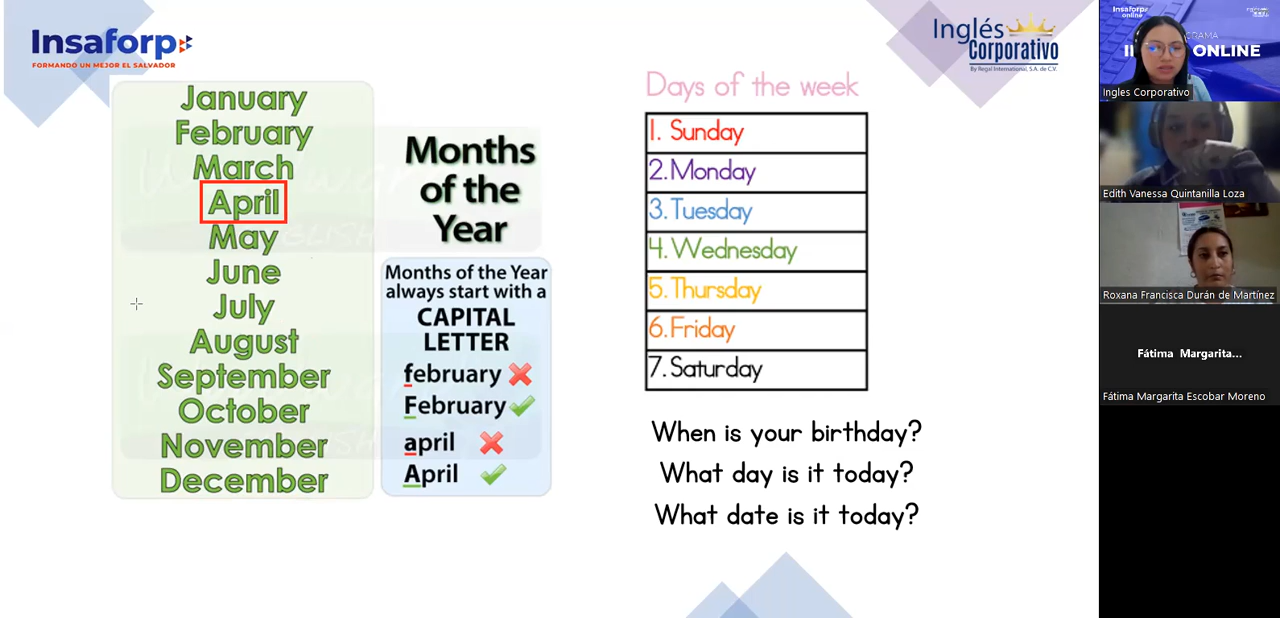 Insaforp
FORMANDO UN MEJOR EL SALVADOR
Inglés
Corporativo
By Regal International, S.A. de C.V.
January
February
March
April
May
June
July
August
September
October
November
December
Months
of the
Year
Months of the Year
always start with a
CAPITAL
LETTER
february
February
april
April
Days of the week
1. Sunday
2. Monday
3. Tuesday
4. Wednesday
5. Thursday
6. Friday
7. Saturday
When is your birthday?
What day is it today?
What date is it today?
Insaforp
online
ONLINE
Ingles Corporativo
Edith Vanessa Quintanilla Loza
Roxana Francisca Durán de Martínez
Fátima Margarita...
Fátima Margarita Escobar Moreno